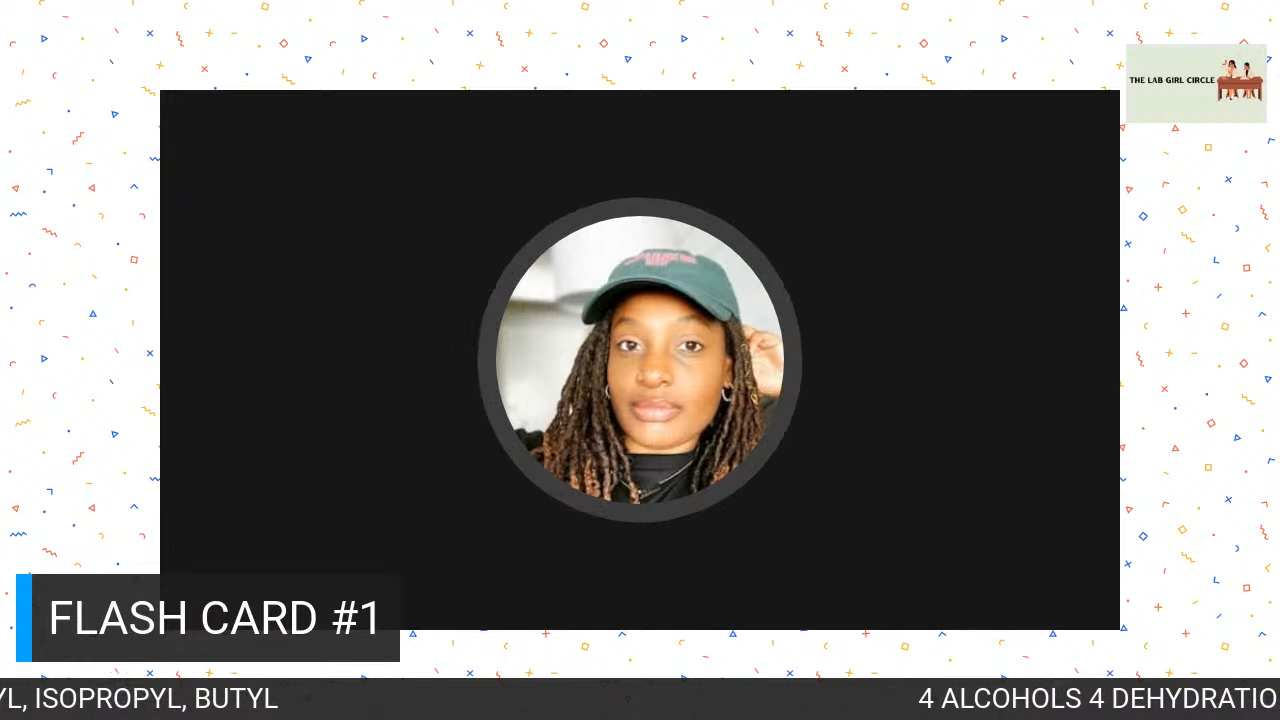 THE LAB GIRL CIRCLE
FLASH CARD #1
YL, ISOPROPYL, BUTYL
4 ALCOHOLS 4 DEHYDRATIO